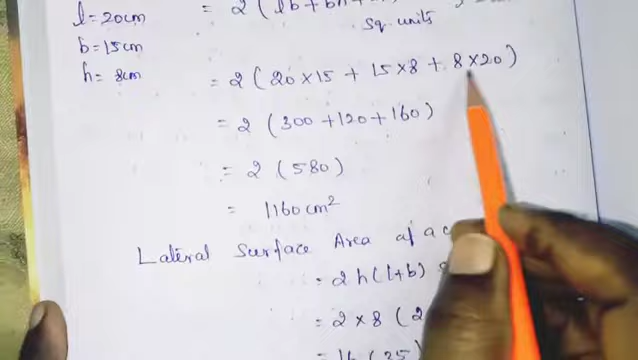 l = 20cm = 2 (lb + bh +
Sq. units
b = 15cm
h = 8cm = 2 (20 × 15 + 15 × 8 + 8 × 20)
= 2 (300 + 120 + 160)
= 2 (580)
= 1160 cm²
Lateral Surface Area of a
= 2 h (l + b)
= 2 × 8 (2
= 16 (35)